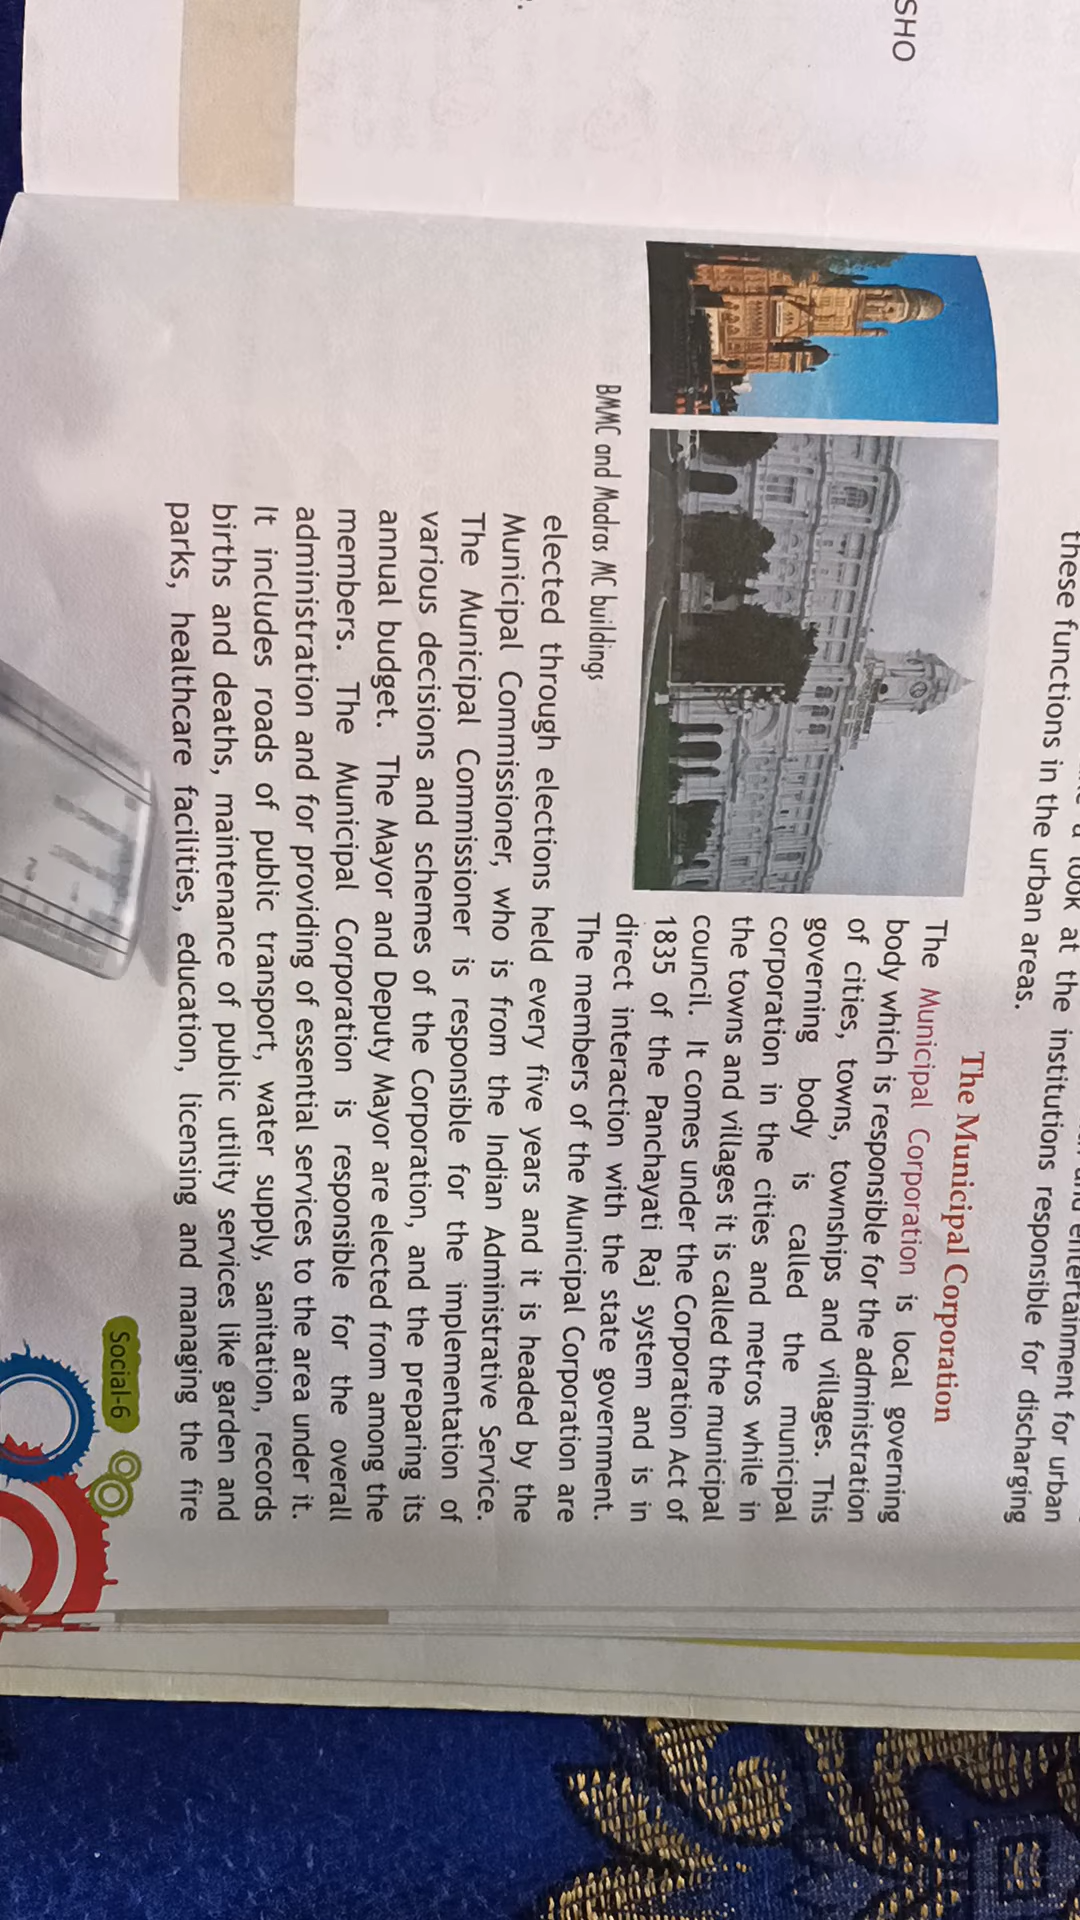 SHO
look at the institutions responsible for discharging
these functions in the urban areas.
entertainment for urban
The Municipal Corporation
The Municipal Corporation is local governing
body which is responsible for the administration
of cities, towns, townships and villages. This
governing body is called the municipal
corporation in the cities and metros while in
the towns and villages it is called the municipal
council. It comes under the Corporation Act of
1835 of the Panchayati Raj system and is in
direct interaction with the state government.
The members of the Municipal Corporation are
BMMC and Madras MC buildings
elected through elections held every five years and it is headed by the
Municipal Commissioner, who is from the Indian Administrative Service.
The Municipal Commissioner is responsible for the implementation of
various decisions and schemes of the Corporation, and the preparing its
annual budget. The Mayor and Deputy Mayor are elected from among the
members. The Municipal Corporation is responsible for the overall
administration and for providing of essential services to the area under it.
It includes roads of public transport, water supply, sanitation, records
births and deaths, maintenance of public utility services like garden and
parks, healthcare facilities, education, licensing and managing the fire
Social-6